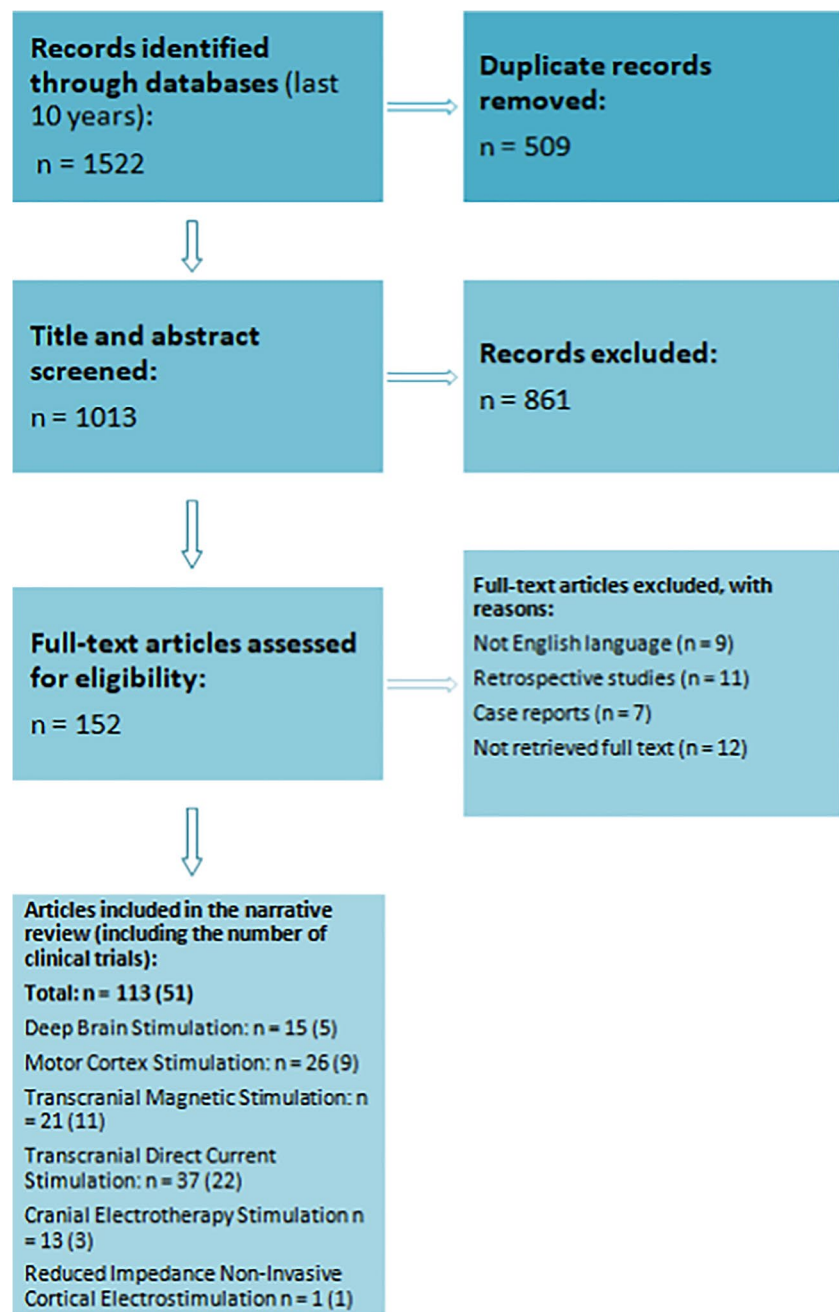 Records identified
through databases (last
10 years):
n = 1522
Duplicate records
removed:
n = 509
Title and abstract
screened:
n = 1013
Records excluded:
n = 861
Full-text articles assessed
for eligibility:
n = 152
Full-text articles excluded, with
reasons:
Not English language (n = 9)
Retrospective studies (n = 11)
Case reports (n = 7)
Not retrieved full text (n = 12)
Articles included in the narrative
review (including the number of
clinical trials):
Total: n = 113 (51)
Deep Brain Stimulation: n = 15 (5)
Motor Cortex Stimulation: n = 26 (9)
Transcranial Magnetic Stimulation: n
= 21 (11)
Transcranial Direct Current
Stimulation: n = 37 (22)
Cranial Electrotherapy Stimulation n
= 13 (3)
Reduced Impedance Non-Invasive
Cortical Electrostimulation n = 1 (1)